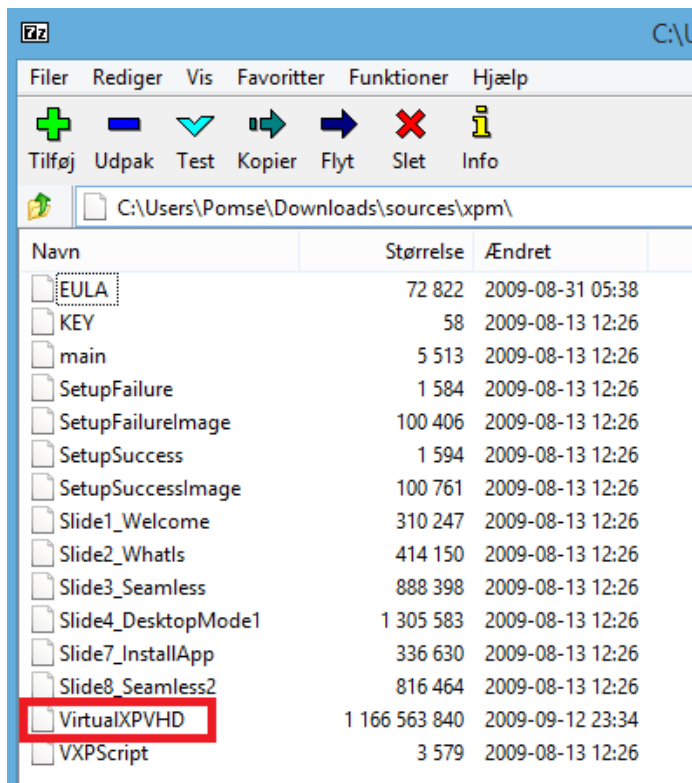 7z
C:\U
Filer Rediger Vis Favoritter Funktioner Hjælp
Tilføj Udpak Test Kopier Flyt Slet Info
C:\Users\Pomse\Downloads\sources\xpm\
Navn Størrelse Ændret
EULA 72 822 2009-08-31 05:38
KEY 58 2009-08-13 12:26
main 5 513 2009-08-13 12:26
SetupFailure 1 584 2009-08-13 12:26
SetupFailureImage 100 406 2009-08-13 12:26
SetupSuccess 1 594 2009-08-13 12:26
SetupSuccessImage 100 761 2009-08-13 12:26
Slide1_Welcome 310 247 2009-08-13 12:26
Slide2_WhatIs 414 150 2009-08-13 12:26
Slide3_Seamless 888 398 2009-08-13 12:26
Slide4_DesktopMode1 1 305 583 2009-08-13 12:26
Slide7_InstallApp 336 630 2009-08-13 12:26
Slide8_Seamless2 816 464 2009-08-13 12:26
VirtualXPVHD 1 166 563 840 2009-09-12 23:34
VXPScript 3 579 2009-08-13 12:26